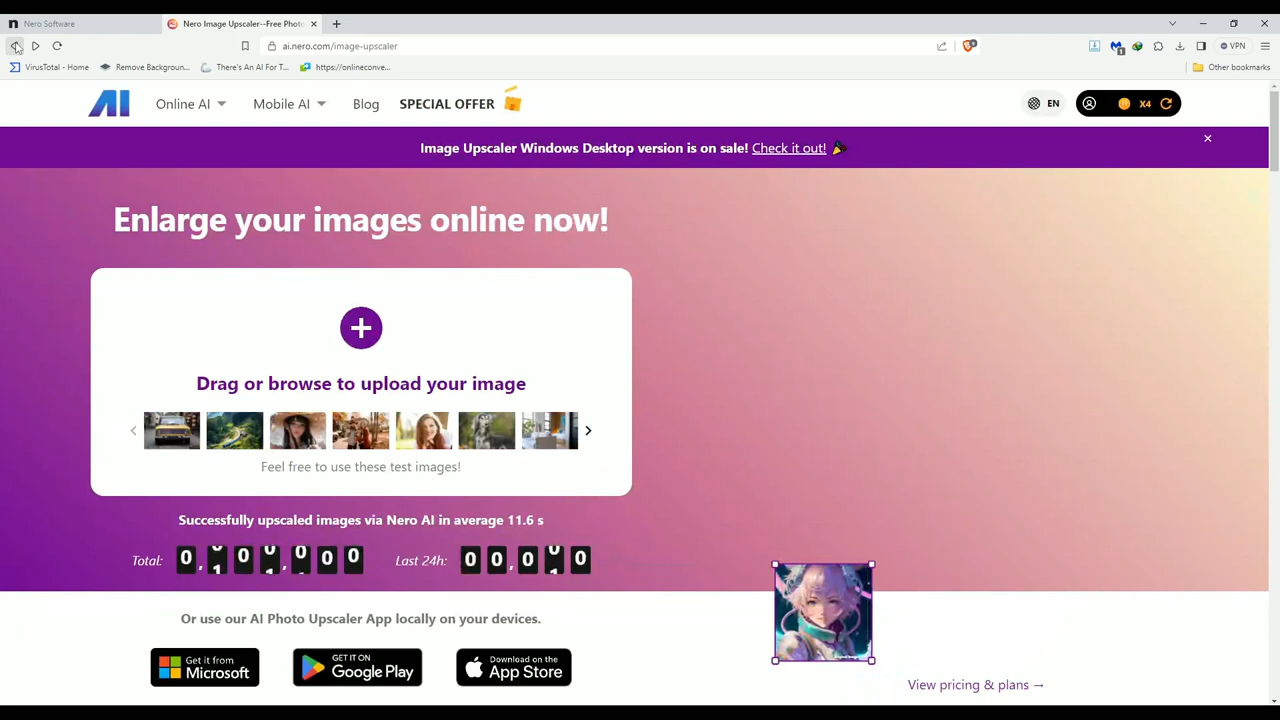 Nero Software
Nero Image Upscaler--Free Photo
ai.nero.com/image-upscaler
VPN
VirusTotal - Home
Remove Backgroun...
There's An AI For T...
https://onlineconve...
Other bookmarks
AI
Online AI
Mobile AI
Blog
SPECIAL OFFER
EN
X4
Image Upscaler Windows Desktop version is on sale! Check it out!
Enlarge your images online now!
Drag or browse to upload your image
Feel free to use these test images!
Successfully upscaled images via Nero AI in average 11.6 s
Total:
Last 24h:
Or use our AI Photo Upscaler App locally on your devices.
Get it from
Microsoft
GET IT ON
Google Play
Download on the
App Store
View pricing & plans →